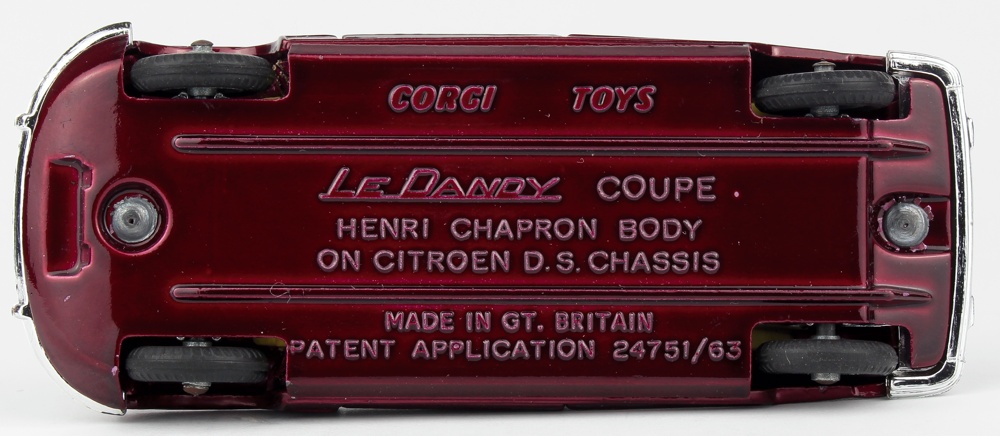 CORGI TOYS
Le Dandy COUPE
HENRI CHAPRON BODY
ON CITROEN D.S. CHASSIS
MADE IN GT. BRITAIN
PATENT APPLICATION 24751/63